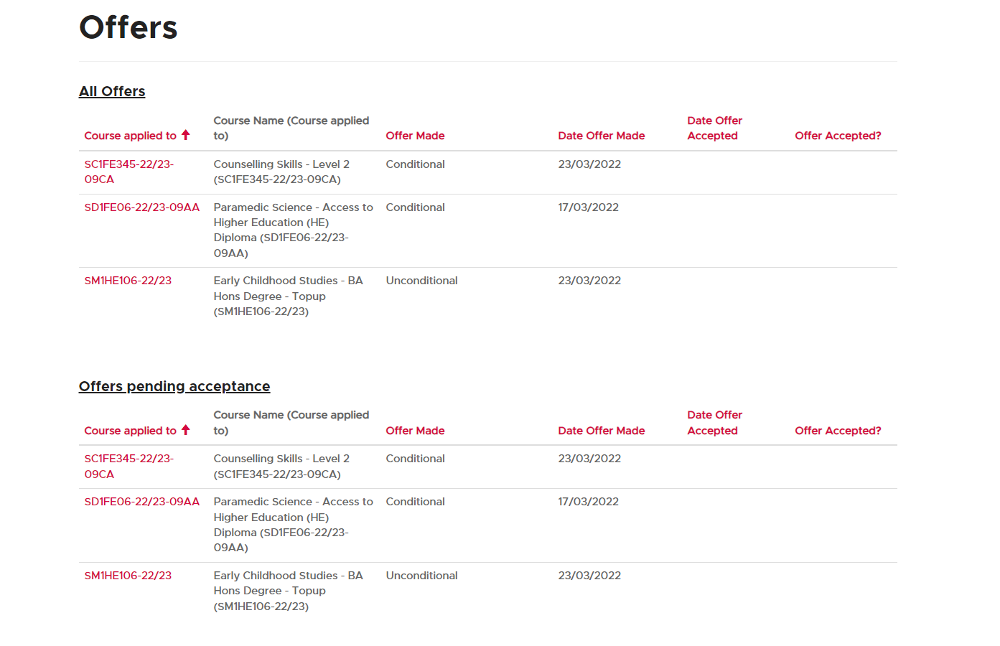 Offers
All Offers
Course applied to
Course Name (Course applied
to)
Offer Made
Date Offer Made
Date Offer
Accepted
Offer Accepted?
SC1FE345-22/23-
09CA
Counselling Skills - Level 2
(SC1FE345-22/23-09CA)
Conditional
23/03/2022
SD1FE06-22/23-09AA
Paramedic Science - Access to
Higher Education (HE)
Diploma (SD1FE06-22/23-
09AA)
Conditional
17/03/2022
SM1HE106-22/23
Early Childhood Studies - BA
Hons Degree - Topup
(SM1HE106-22/23)
Unconditional
23/03/2022
Offers pending acceptance
Course applied to
Course Name (Course applied
to)
Offer Made
Date Offer Made
Date Offer
Accepted
Offer Accepted?
SC1FE345-22/23-
09CA
Counselling Skills - Level 2
(SC1FE345-22/23-09CA)
Conditional
23/03/2022
SD1FE06-22/23-09AA
Paramedic Science - Access to
Higher Education (HE)
Diploma (SD1FE06-22/23-
09AA)
Conditional
17/03/2022
SM1HE106-22/23
Early Childhood Studies - BA
Hons Degree - Topup
(SM1HE106-22/23)
Unconditional
23/03/2022